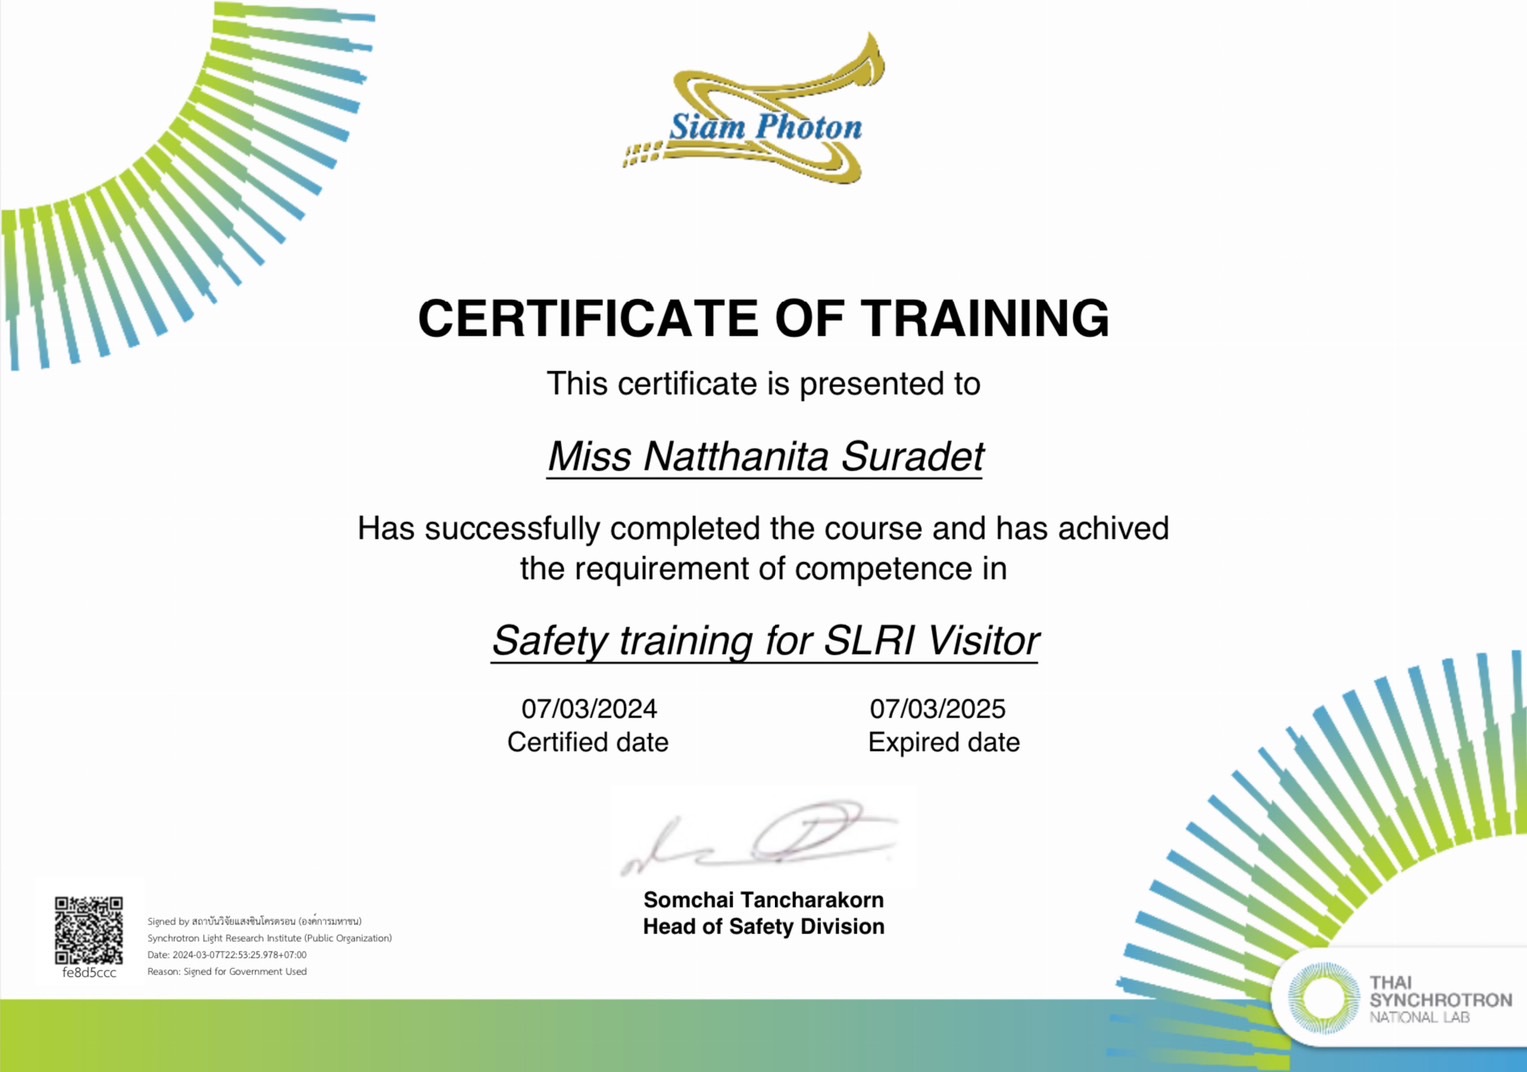 Siam Photon
CERTIFICATE OF TRAINING
This certificate is presented to
Miss Natthanita Suradet
Has successfully completed the course and has achived
the requirement of competence in
Safety training for SLRI Visitor
07/03/2024
Certified date
07/03/2025
Expired date
Somchai Tancharakorn
Head of Safety Division
fe8d5ccc
Signed by สถาบันวิจัยแสงซินโครตรอน (องค์การมหาชน)
Synchrotron Light Research Institute (Public Organization)
Date: 2024-03-07T22:53:25.978+07:00
Reason: Signed for Government Used
THAI
SYNCHROTRON
NATIONAL LAB